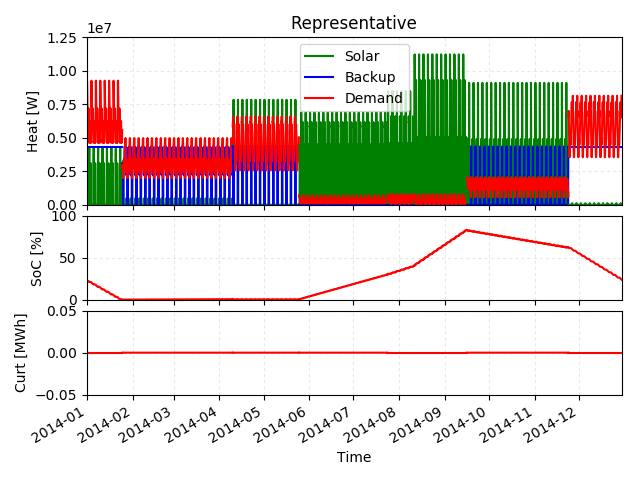 Representative
1e7
Heat [W]
1.25
1.00
0.75
0.50
0.25
0.00
Solar
Backup
Demand
SoC [%]
100
50
0
Curt [MWh]
0.05
0.00
−0.05
2014-01
2014-02
2014-03
2014-04
2014-05
2014-06
2014-07
2014-08
2014-09
2014-10
2014-11
2014-12
Time